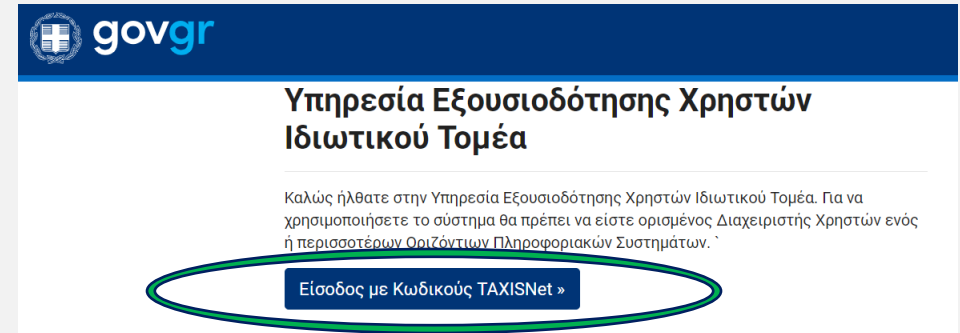 govgr
Υπηρεσία Εξουσιοδότησης Χρηστών
Ιδιωτικού Τομέα
Καλώς ήλθατε στην Υπηρεσία Εξουσιοδότησης Χρηστών Ιδιωτικού Τομέα. Για να
χρησιμοποιήσετε το σύστημα θα πρέπει να είστε ορισμένος Διαχειριστής Χρηστών ενός
ή περισσοτέρων Οριζόντιων Πληροφοριακών Συστημάτων. `
Είσοδος με Κωδικούς TAXISNet »